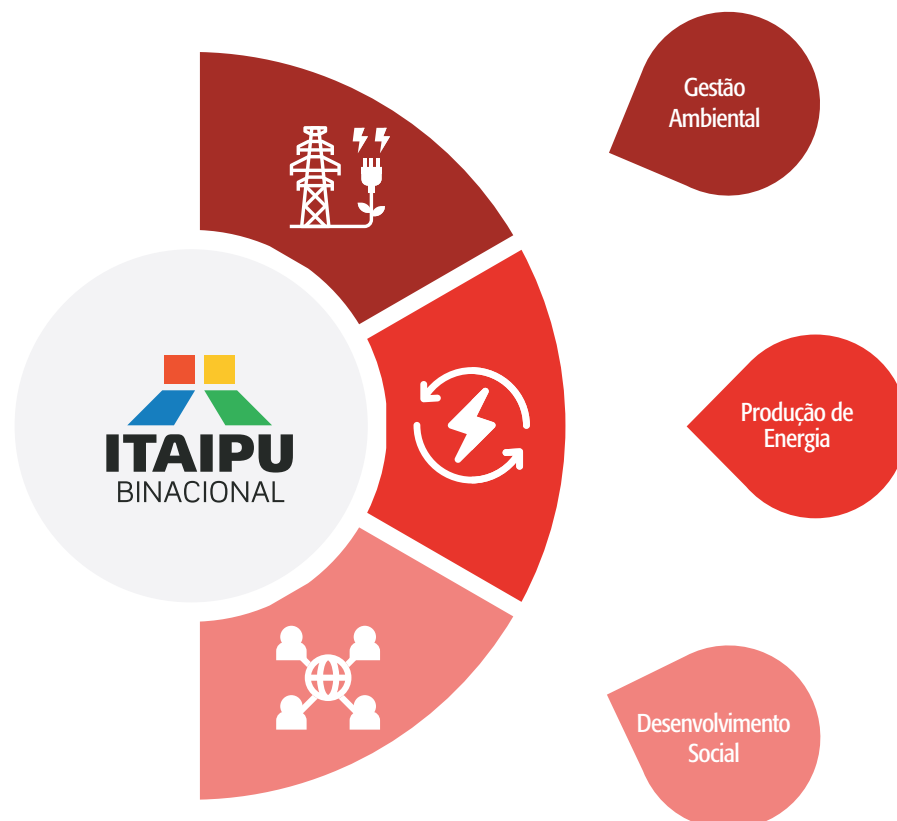 Gestão
Ambiental
ITAIPU
BINACIONAL
Produção de
Energia
Desenvolvimento
Social